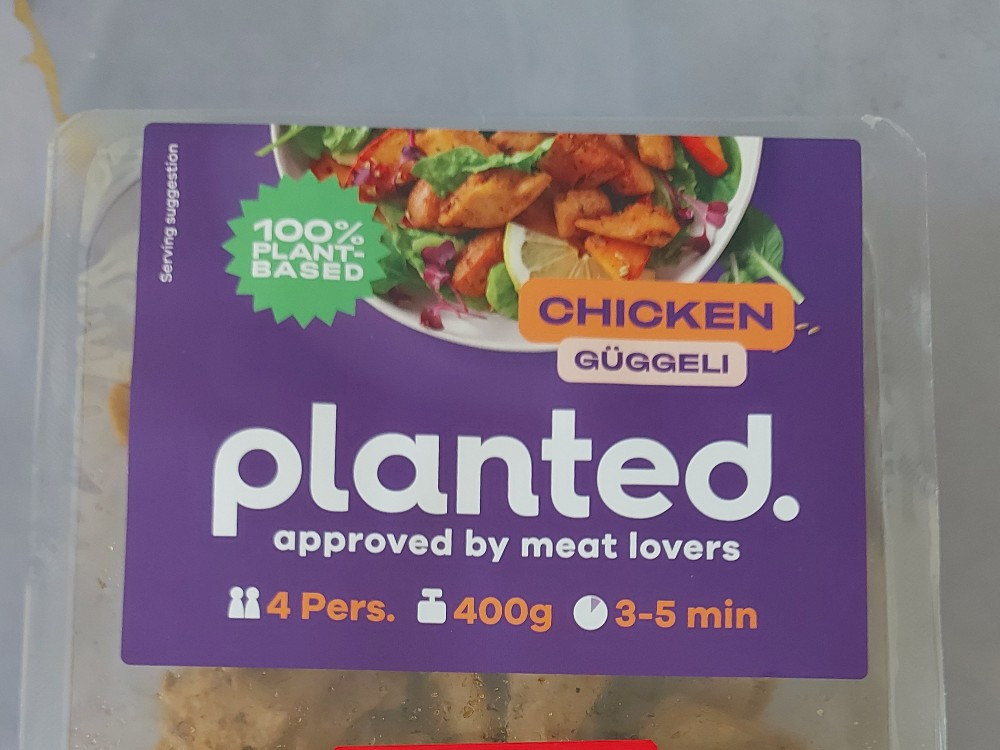 Serving suggestion
100%
PLANT-
BASED
CHICKEN
GÜGGELI
planted.
approved by meat lovers
4 Pers. 400g 3-5 min